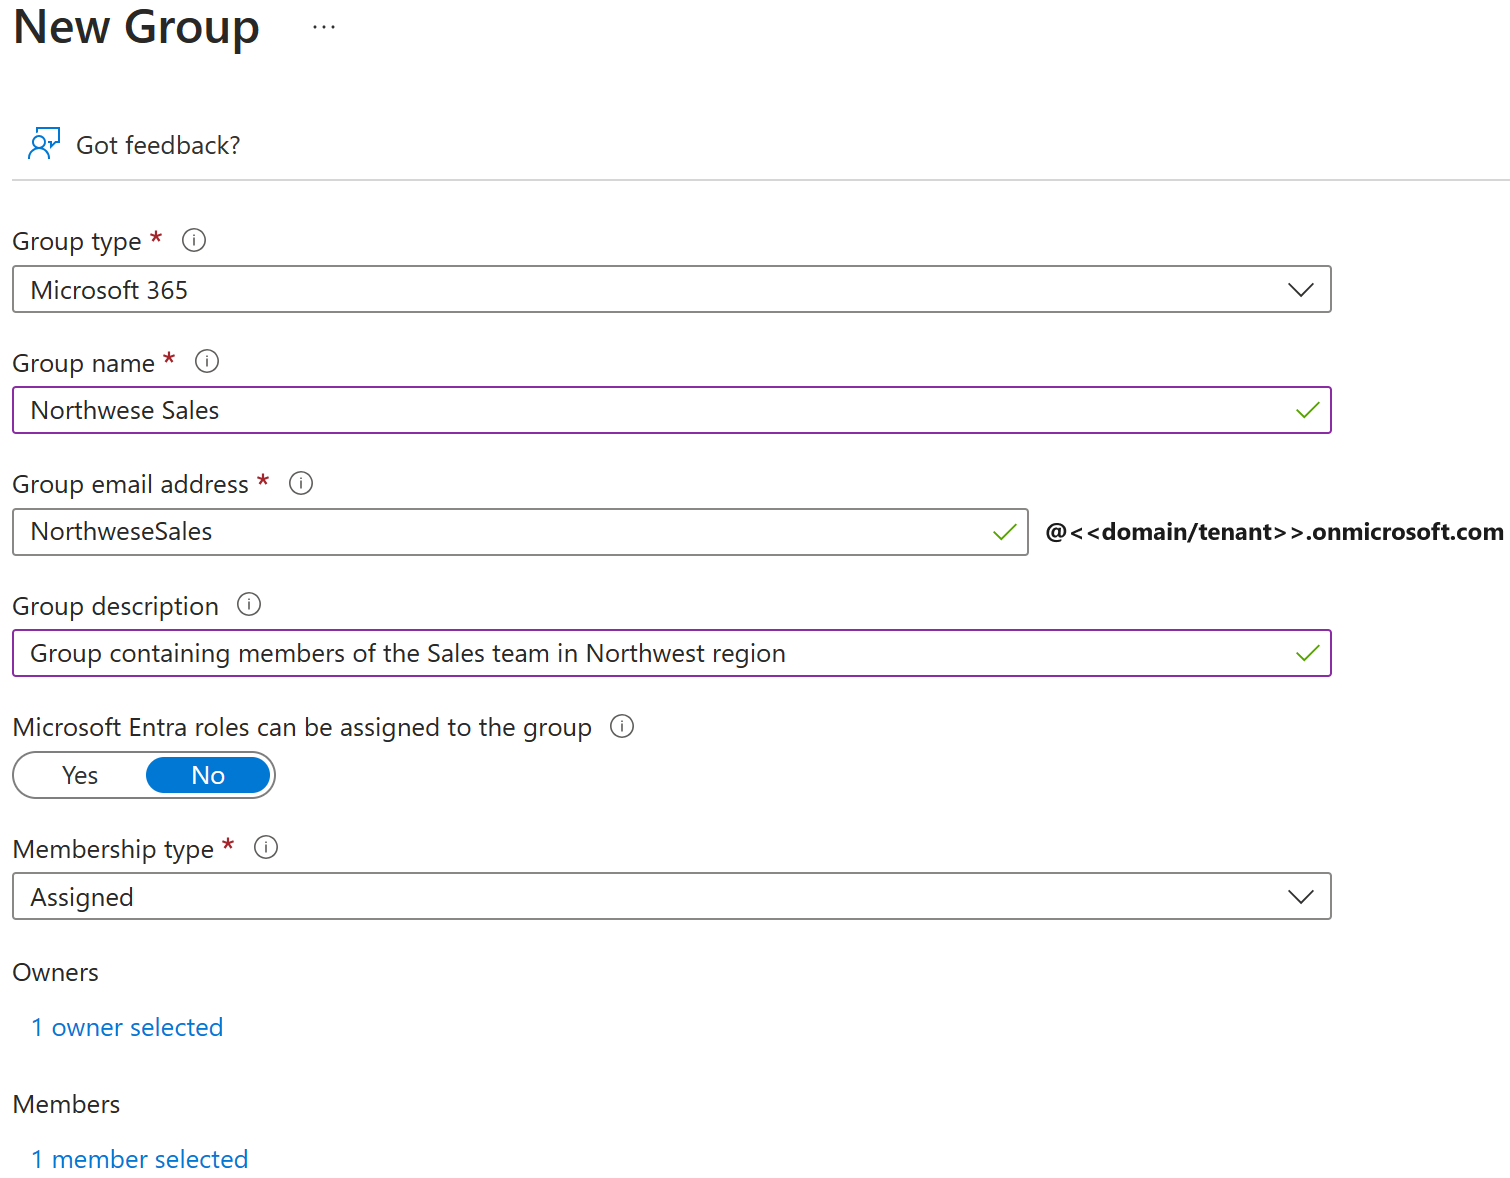 New Group ...
Got feedback?
Group type *
Microsoft 365
Group name *
Northwese Sales
Group email address *
NorthweseSales @<<domain/tenant>>.onmicrosoft.com
Group description
Group containing members of the Sales team in Northwest region
Microsoft Entra roles can be assigned to the group
Yes No
Membership type *
Assigned
Owners
1 owner selected
Members
1 member selected